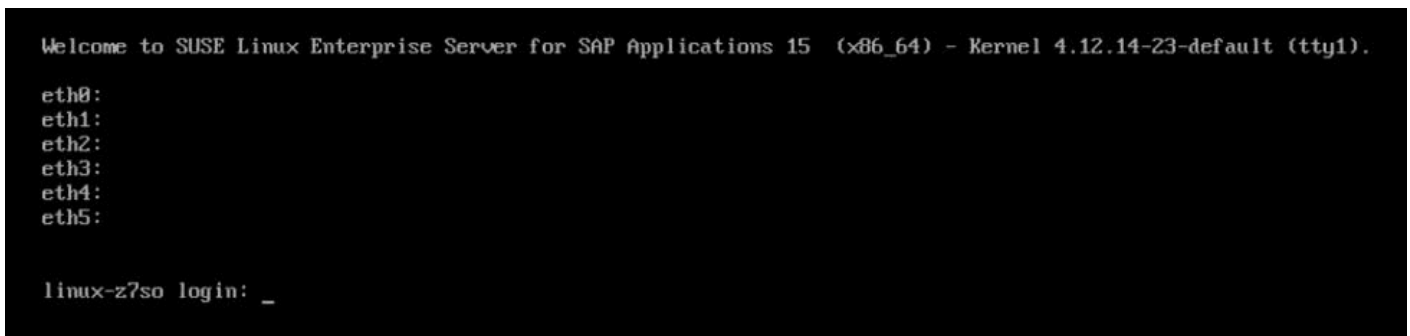 Welcome to SUSE Linux Enterprise Server for SAP Applications 15  (x86_64) - Kernel 4.12.14-23-default (tty1).
eth0:
eth1:
eth2:
eth3:
eth4:
eth5:
linux-z7so login: _